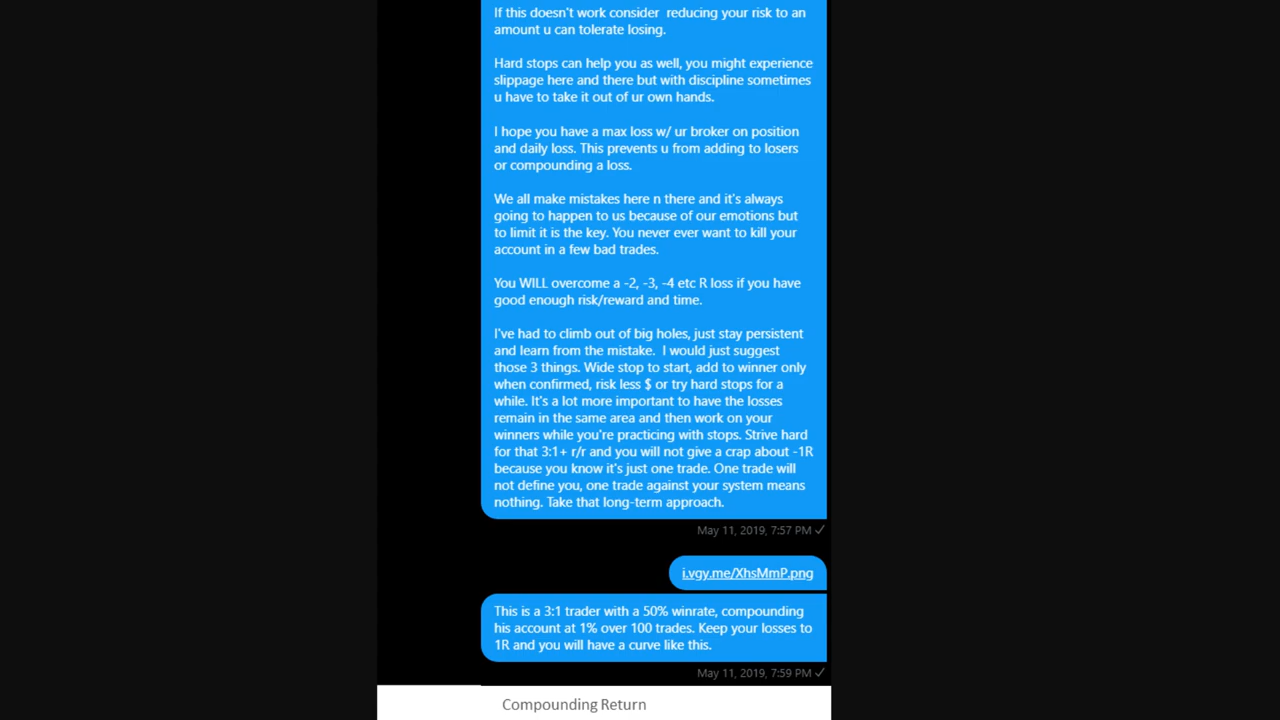 If this doesn't work consider  reducing your risk to an
amount u can tolerate losing.
Hard stops can help you as well, you might experience
slippage here and there but with discipline sometimes
u have to take it out of ur own hands.
I hope you have a max loss w/ ur broker on position
and daily loss. This prevents u from adding to losers
or compounding a loss.
We all make mistakes here n there and it's always
going to happen to us because of our emotions but
to limit it is the key. You never ever want to kill your
account in a few bad trades.
You WILL overcome a -2, -3, -4 etc R loss if you have
good enough risk/reward and time.
I've had to climb out of big holes, just stay persistent
and learn from the mistake.  I would just suggest
those 3 things. Wide stop to start, add to winner only
when confirmed, risk less $ or try hard stops for a
while. It's a lot more important to have the losses
remain in the same area and then work on your
winners while you're practicing with stops. Strive hard
for that 3:1+ r/r and you will not give a crap about -1R
because you know it's just one trade. One trade will
not define you, one trade against your system means
nothing. Take that long-term approach.
May 11, 2019, 7:57 PM ✓
i.vgy.me/XhsMmP.png
This is a 3:1 trader with a 50% winrate, compounding
his account at 1% over 100 trades. Keep your losses to
1R and you will have a curve like this.
May 11, 2019, 7:59 PM ✓
Compounding Return